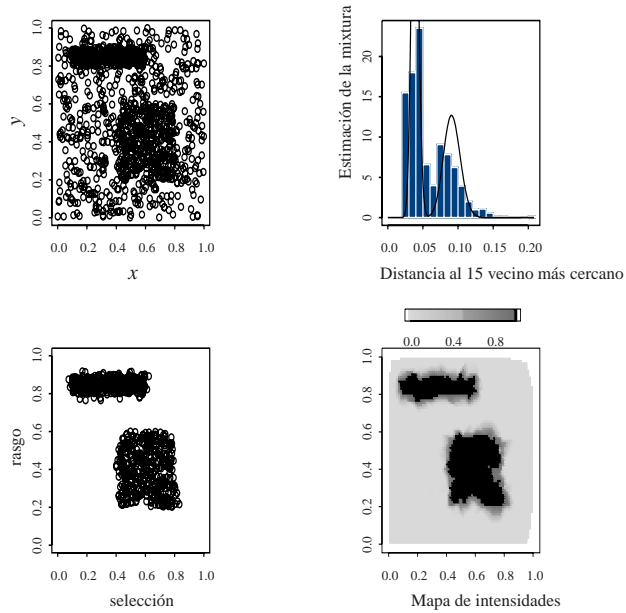 0.0 0.2 0.4 0.6 0.8 1.0
y
0.0 0.2 0.4 0.6 0.8 1.0
x
Estimación de la mixtura
0 5 10 15 20
0.0 0.05 0.10 0.15 0.20
Distancia al 15 vecino más cercano
rasgo
0.0 0.2 0.4 0.6 0.8 1.0
0.0 0.2 0.4 0.6 0.8 1.0
selección
0.0 0.4 0.8
0.0 0.2 0.4 0.6 0.8 1.0
0.0 0.2 0.4 0.6 0.8 1.0
Mapa de intensidades